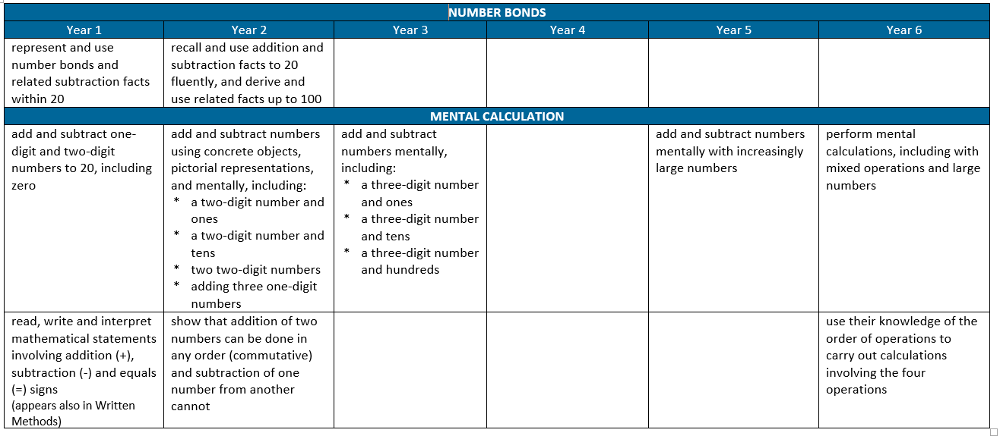 NUMBER BONDS
Year 1
Year 2
Year 3
Year 4
Year 5
Year 6
represent and use
number bonds and
related subtraction facts
within 20
recall and use addition and
subtraction facts to 20
fluently, and derive and
use related facts up to 100
MENTAL CALCULATION
add and subtract one-
digit and two-digit
numbers to 20, including
zero
add and subtract numbers
using concrete objects,
pictorial representations,
and mentally, including:
* a two-digit number and
ones
* a two-digit number and
tens
* two two-digit numbers
* adding three one-digit
numbers
add and subtract
numbers mentally,
including:
* a three-digit number
and ones
* a three-digit number
and tens
* a three-digit number
and hundreds
add and subtract numbers
mentally with increasingly
large numbers
perform mental
calculations, including with
mixed operations and large
numbers
read, write and interpret
mathematical statements
involving addition (+),
subtraction (-) and equals
(=) signs
(appears also in Written
Methods)
show that addition of two
numbers can be done in
any order (commutative)
and subtraction of one
number from another
cannot
use their knowledge of the
order of operations to
carry out calculations
involving the four
operations